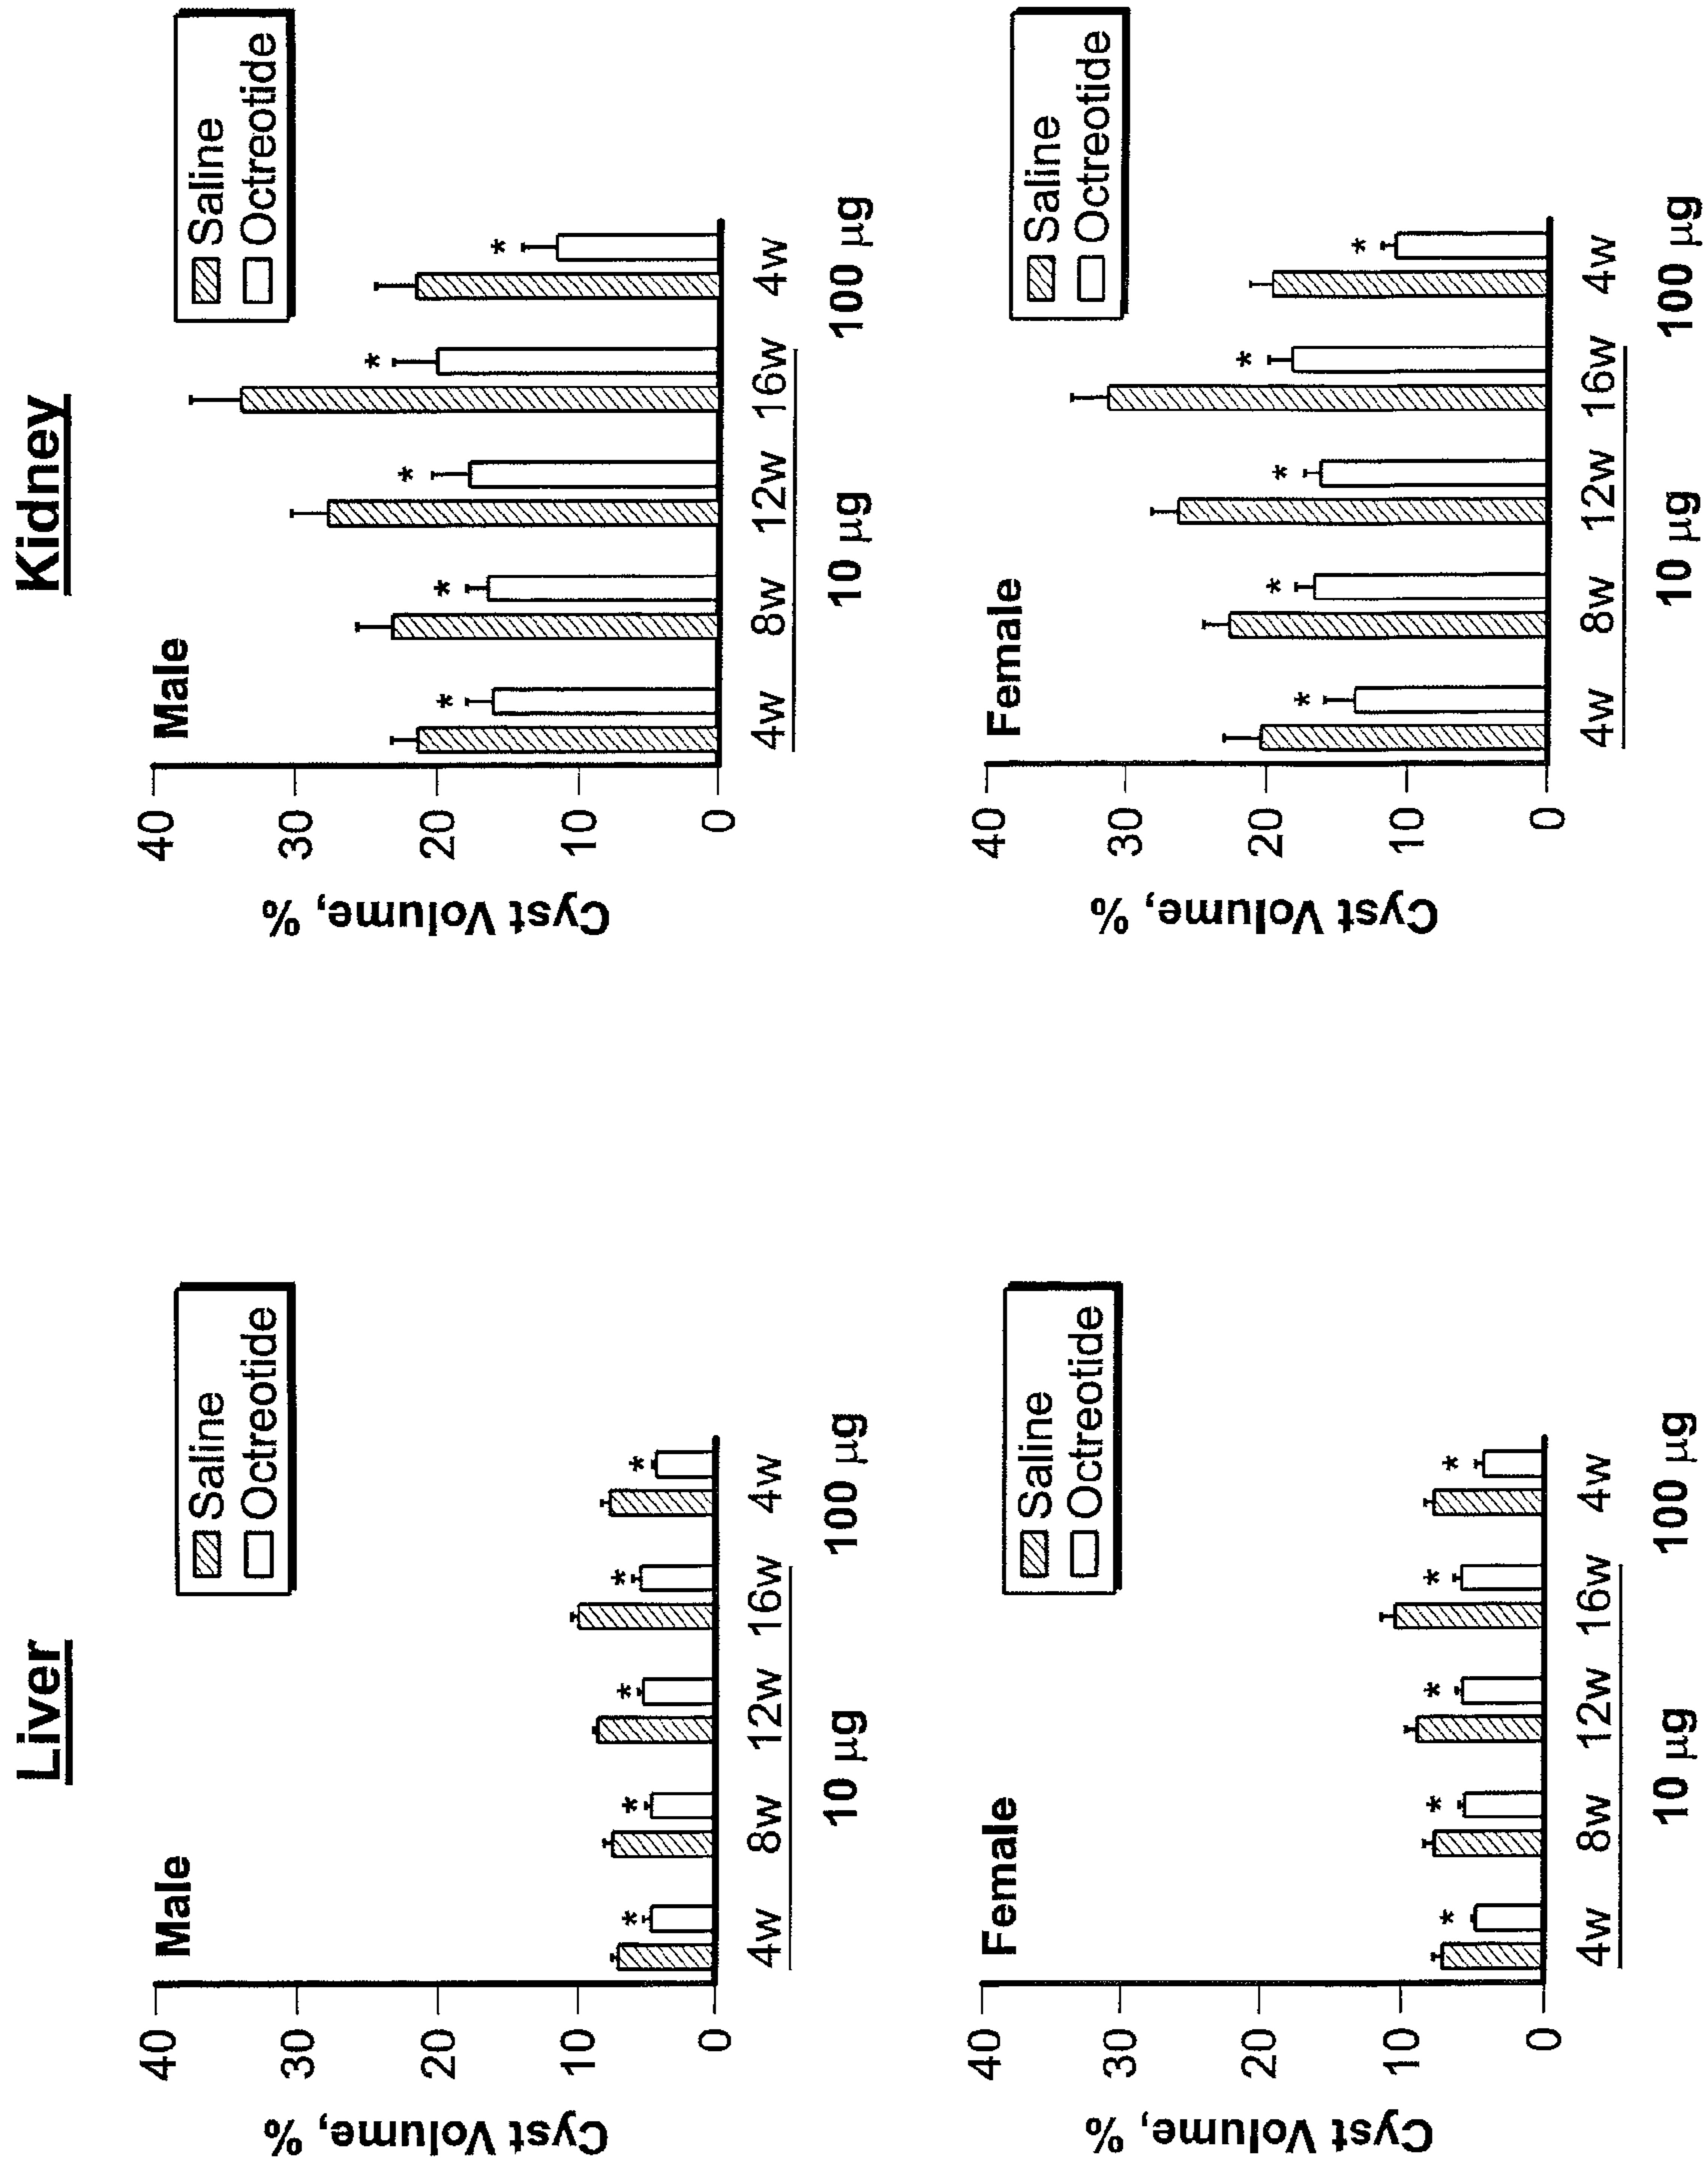 Liver
Male
Saline
Octreotide
Cyst Volume, %
40
30
20
10
0
4w 8w 12w 16w 4w
10 µg 100 µg
*
*
*
*
*
Female
Saline
Octreotide
Cyst Volume, %
40
30
20
10
0
4w 8w 12w 16w 4w
10 µg 100 µg
*
*
*
*
*
Kidney
Male
Saline
Octreotide
Cyst Volume, %
40
30
20
10
0
4w 8w 12w 16w 4w
10 µg 100 µg
*
*
*
*
*
Female
Saline
Octreotide
Cyst Volume, %
40
30
20
10
0
4w 8w 12w 16w 4w
10 µg 100 µg
*
*
*
*
*